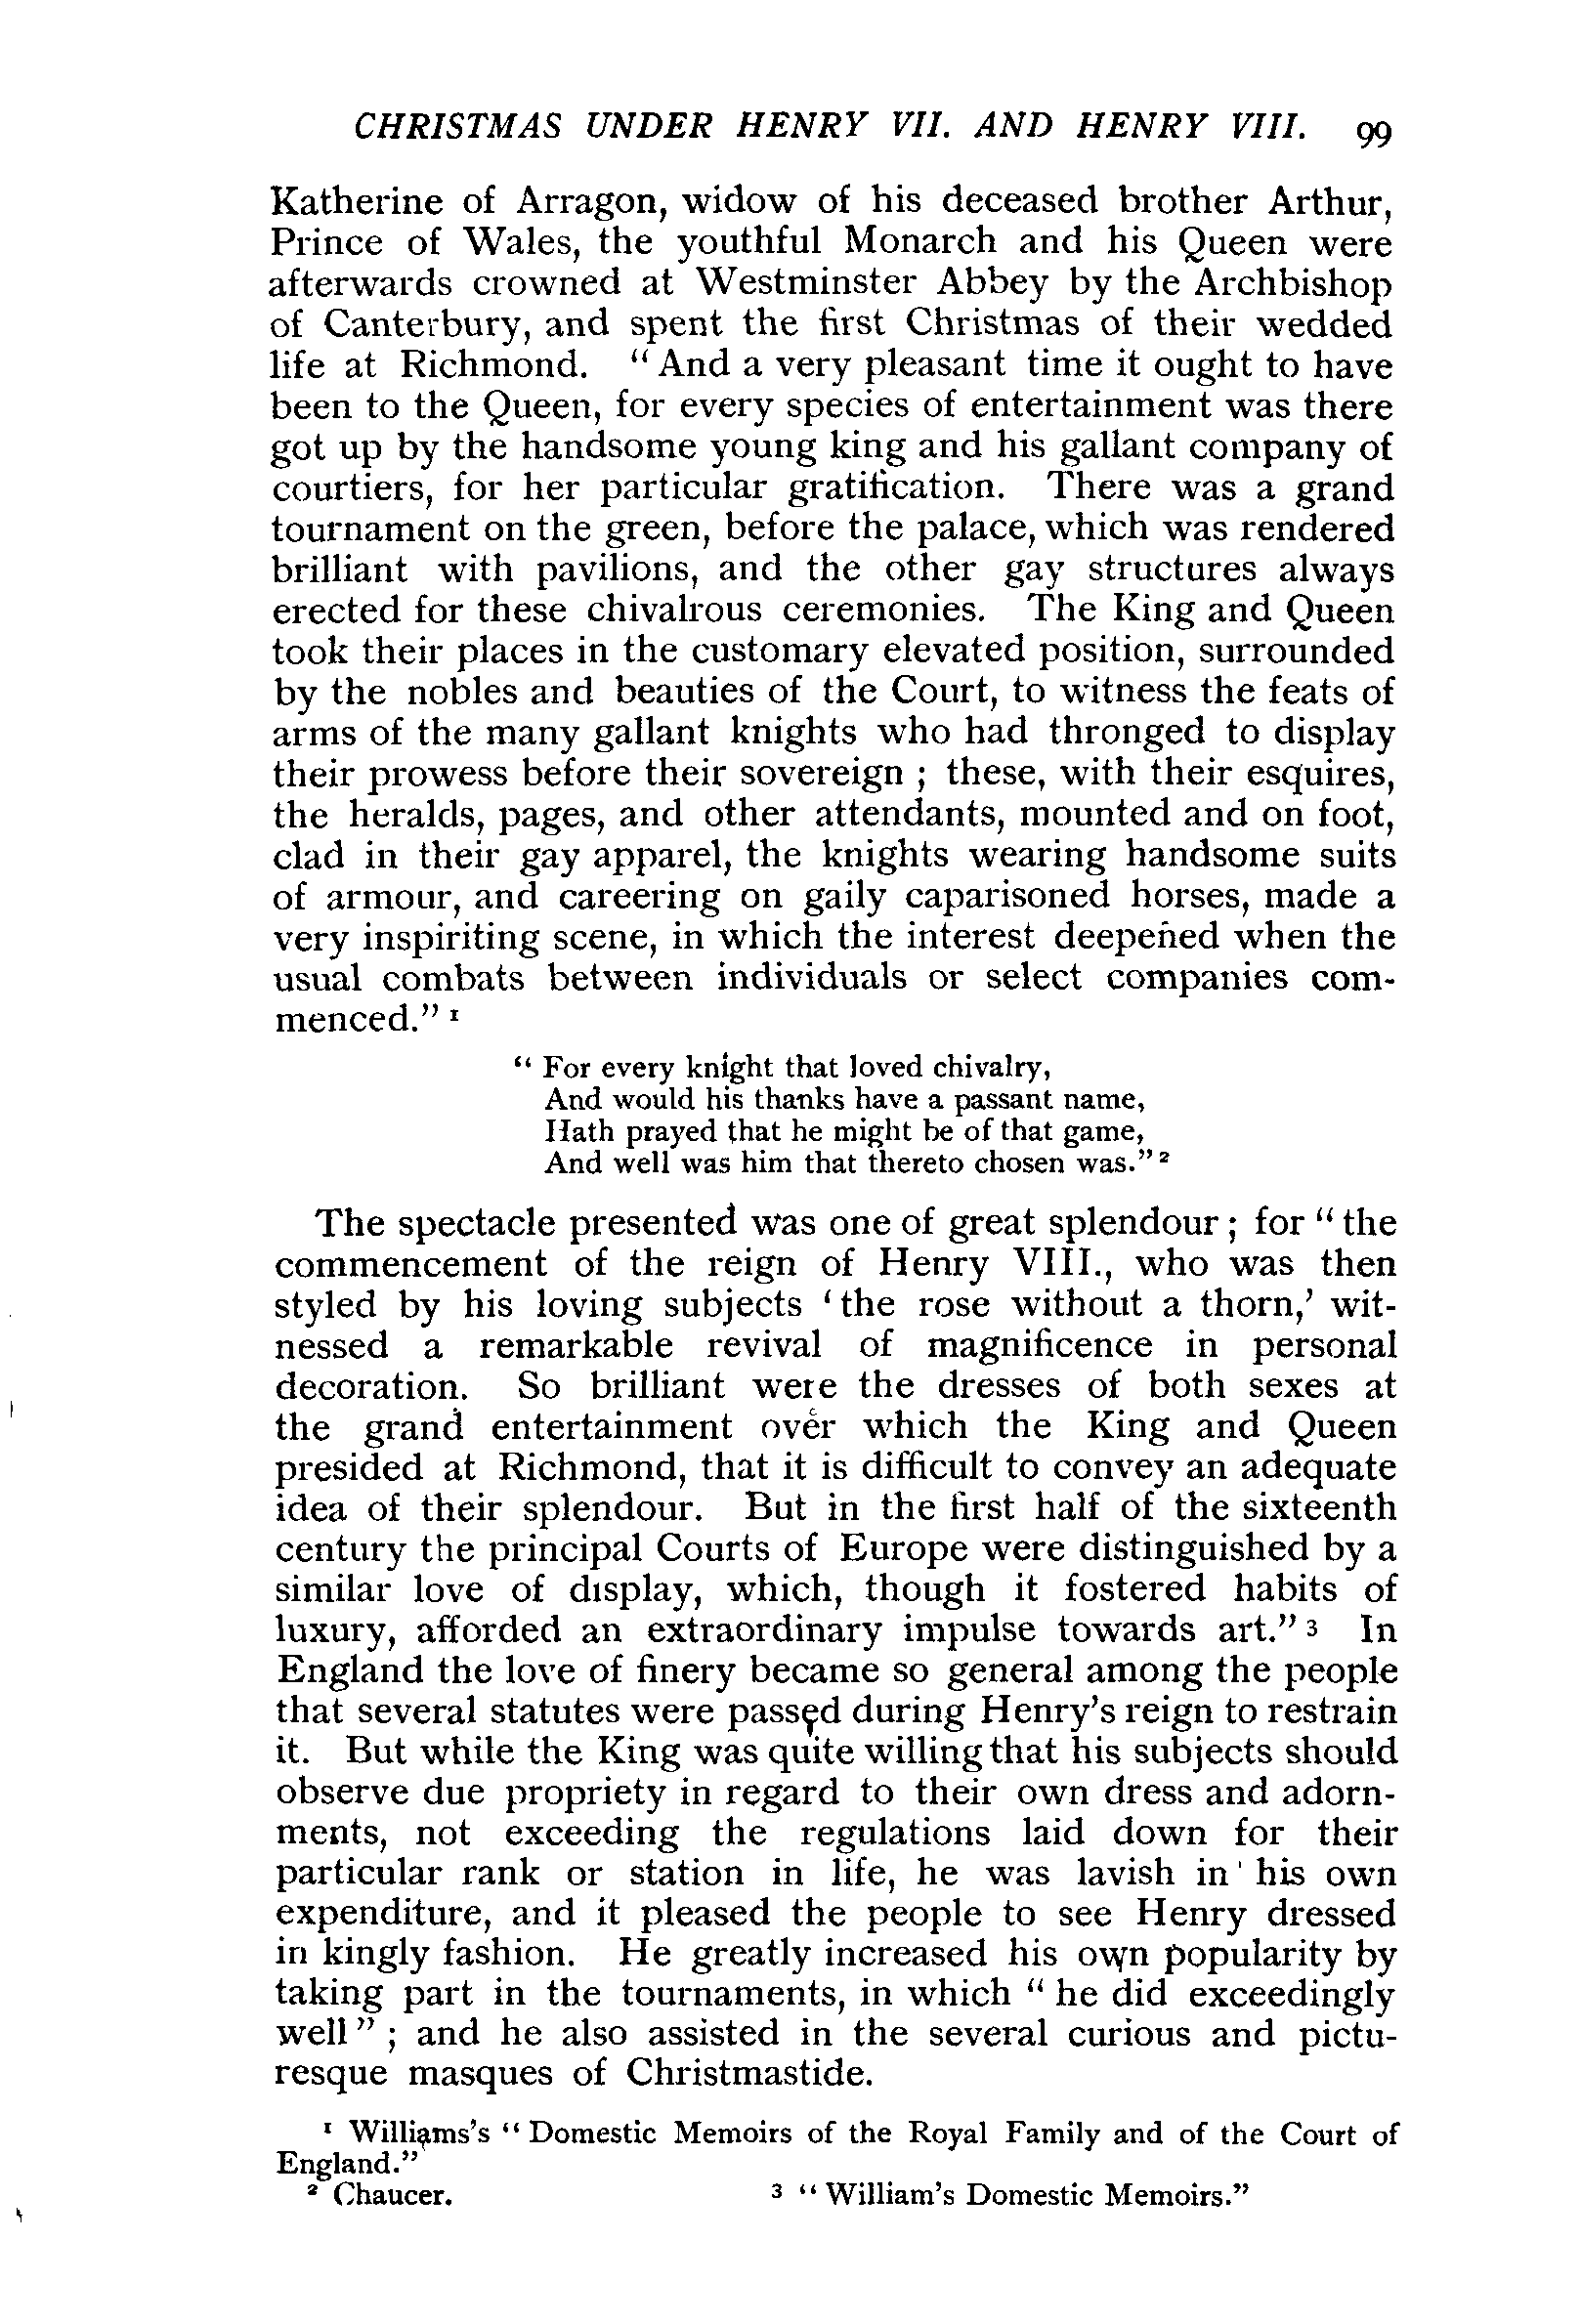 CHRISTMAS UNDER HENRY VII. AND HENRY VIII. 99
Katherine of Arragon, widow of his deceased brother Arthur,
Prince of Wales, the youthful Monarch and his Queen were
afterwards crowned at Westminster Abbey by the Archbishop
of Canterbury, and spent the first Christmas of their wedded
life at Richmond. “And a very pleasant time it ought to have
been to the Queen, for every species of entertainment was there
got up by the handsome young king and his gallant company of
courtiers, for her particular gratification. There was a grand
tournament on the green, before the palace, which was rendered
brilliant with pavilions, and the other gay structures always
erected for these chivalrous ceremonies. The King and Queen
took their places in the customary elevated position, surrounded
by the nobles and beauties of the Court, to witness the feats of
arms of the many gallant knights who had thronged to display
their prowess before their sovereign ; these, with their esquires,
the heralds, pages, and other attendants, mounted and on foot,
clad in their gay apparel, the knights wearing handsome suits
of armour, and careering on gaily caparisoned horses, made a
very inspiriting scene, in which the interest deepened when the
usual combats between individuals or select companies com-
menced.” ¹
“ For every knight that loved chivalry,
And would his thanks have a passant name,
Hath prayed that he might be of that game,
And well was him that thereto chosen was.” ²
The spectacle presented was one of great splendour ; for “ the
commencement of the reign of Henry VIII., who was then
styled by his loving subjects ‘ the rose without a thorn,’ wit-
nessed a remarkable revival of magnificence in personal
decoration. So brilliant were the dresses of both sexes at
the grand entertainment over which the King and Queen
presided at Richmond, that it is difficult to convey an adequate
idea of their splendour. But in the first half of the sixteenth
century the principal Courts of Europe were distinguished by a
similar love of display, which, though it fostered habits of
luxury, afforded an extraordinary impulse towards art.” ³ In
England the love of finery became so general among the people
that several statutes were passed during Henry’s reign to restrain
it. But while the King was quite willing that his subjects should
observe due propriety in regard to their own dress and adorn-
ments, not exceeding the regulations laid down for their
particular rank or station in life, he was lavish in his own
expenditure, and it pleased the people to see Henry dressed
in kingly fashion. He greatly increased his own popularity by
taking part in the tournaments, in which “ he did exceedingly
well ” ; and he also assisted in the several curious and pictu-
resque masques of Christmastide.
¹ Williams’s “ Domestic Memoirs of the Royal Family and of the Court of
England.”
² Chaucer. ³ “ William’s Domestic Memoirs.”